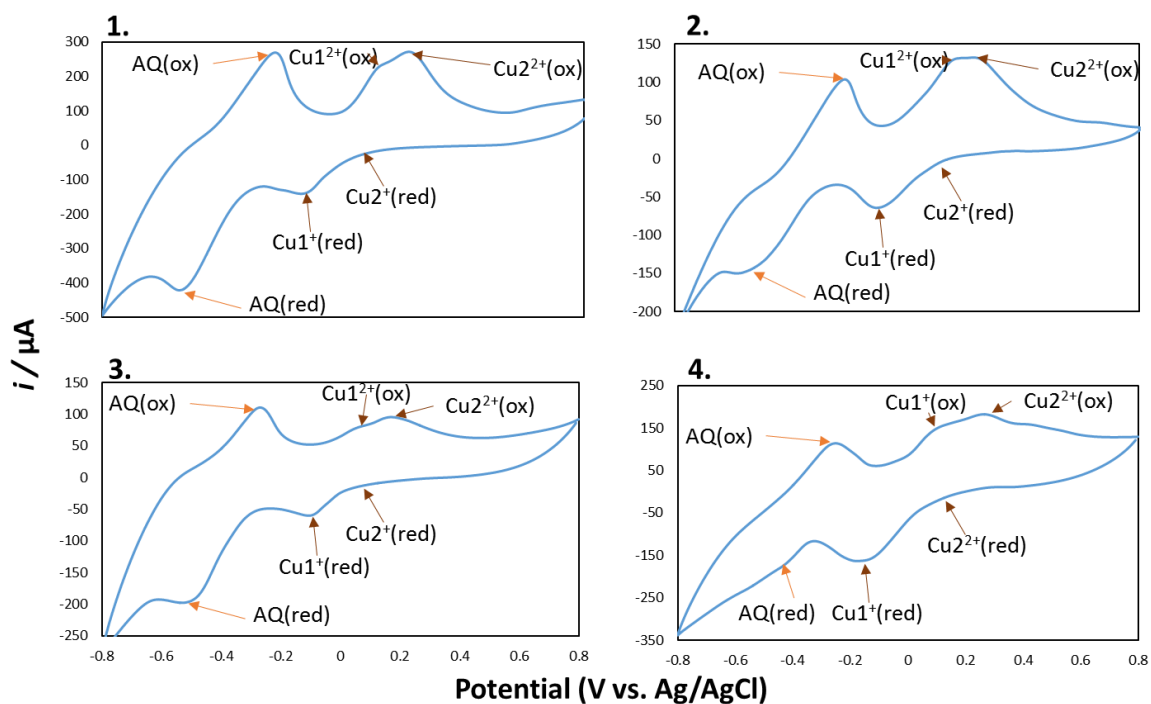 1.
300
200
100
0
-100
-200
-300
-400
-500
AQ(ox)
Cu1²⁺(ox)
Cu2²⁺(ox)
Cu2⁺(red)
Cu1⁺(red)
AQ(red)
2.
150
100
50
0
-50
-100
-150
-200
AQ(ox)
Cu1²⁺(ox)
Cu2²⁺(ox)
Cu2⁺(red)
Cu1⁺(red)
AQ(red)
i / µA
3.
150
100
50
0
-50
-100
-150
-200
-250
AQ(ox)
Cu1²⁺(ox)
Cu2²⁺(ox)
Cu2⁺(red)
Cu1⁺(red)
AQ(red)
-0.8 -0.6 -0.4 -0.2 0 0.2 0.4 0.6 0.8
4.
250
150
50
-50
-150
-250
-350
AQ(ox)
Cu1⁺(ox)
Cu2²⁺(ox)
Cu2²⁺(red)
AQ(red)
Cu1⁺(red)
-0.8 -0.6 -0.4 -0.2 0 0.2 0.4 0.6 0.8
Potential (V vs. Ag/AgCl)